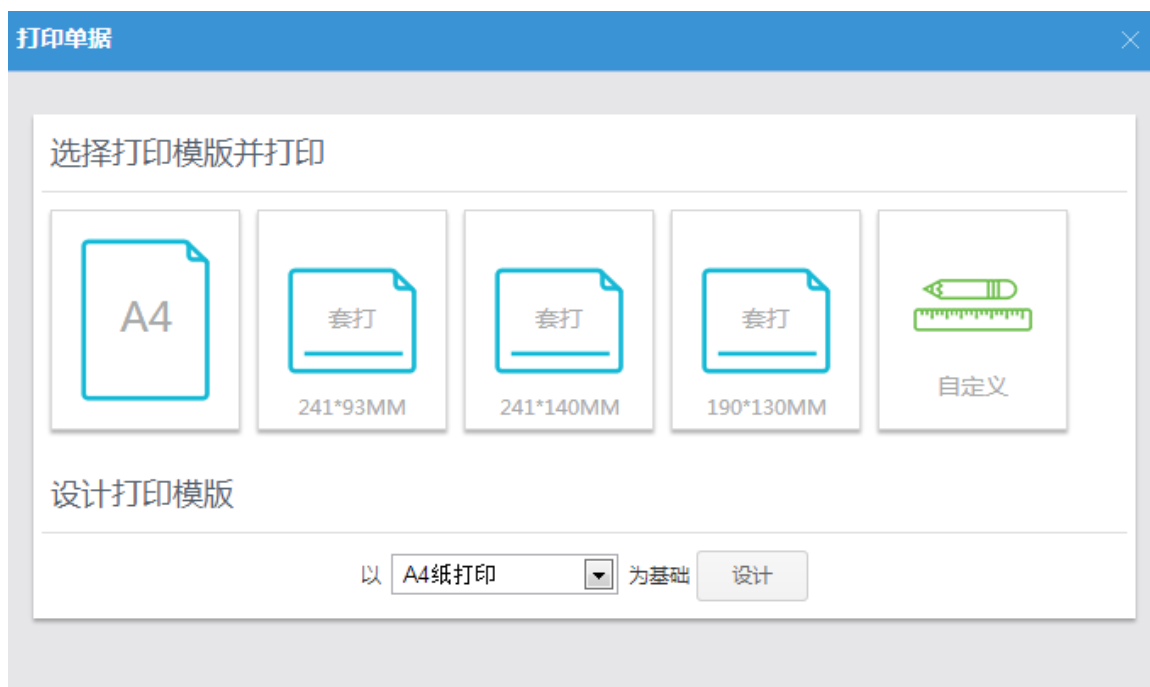 打印单据
选择打印模版并打印
A4
套打
241*93MM
套打
241*140MM
套打
190*130MM
自定义
设计打印模版
以 A4纸打印 为基础 设计